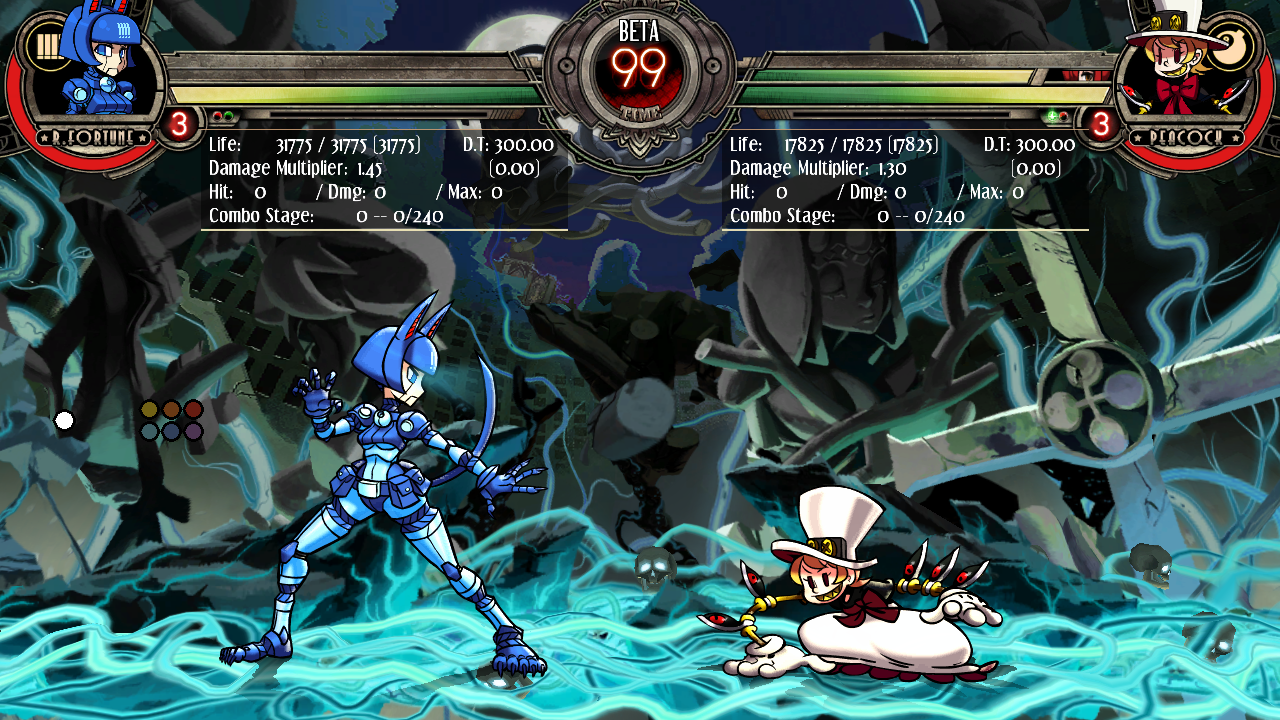 BETA
99
TIME
R.FORTUNE
3
3
PEACOCK
Life: 31775 / 31775 (31775) D.T: 300.00
Damage Multiplier: 1.45 (0.00)
Hit: 0 / Dmg: 0 / Max: 0
Combo Stage: 0 -- 0/240
Life: 17825 / 17825 (17825) D.T: 300.00
Damage Multiplier: 1.30 (0.00)
Hit: 0 / Dmg: 0 / Max: 0
Combo Stage: 0 -- 0/240